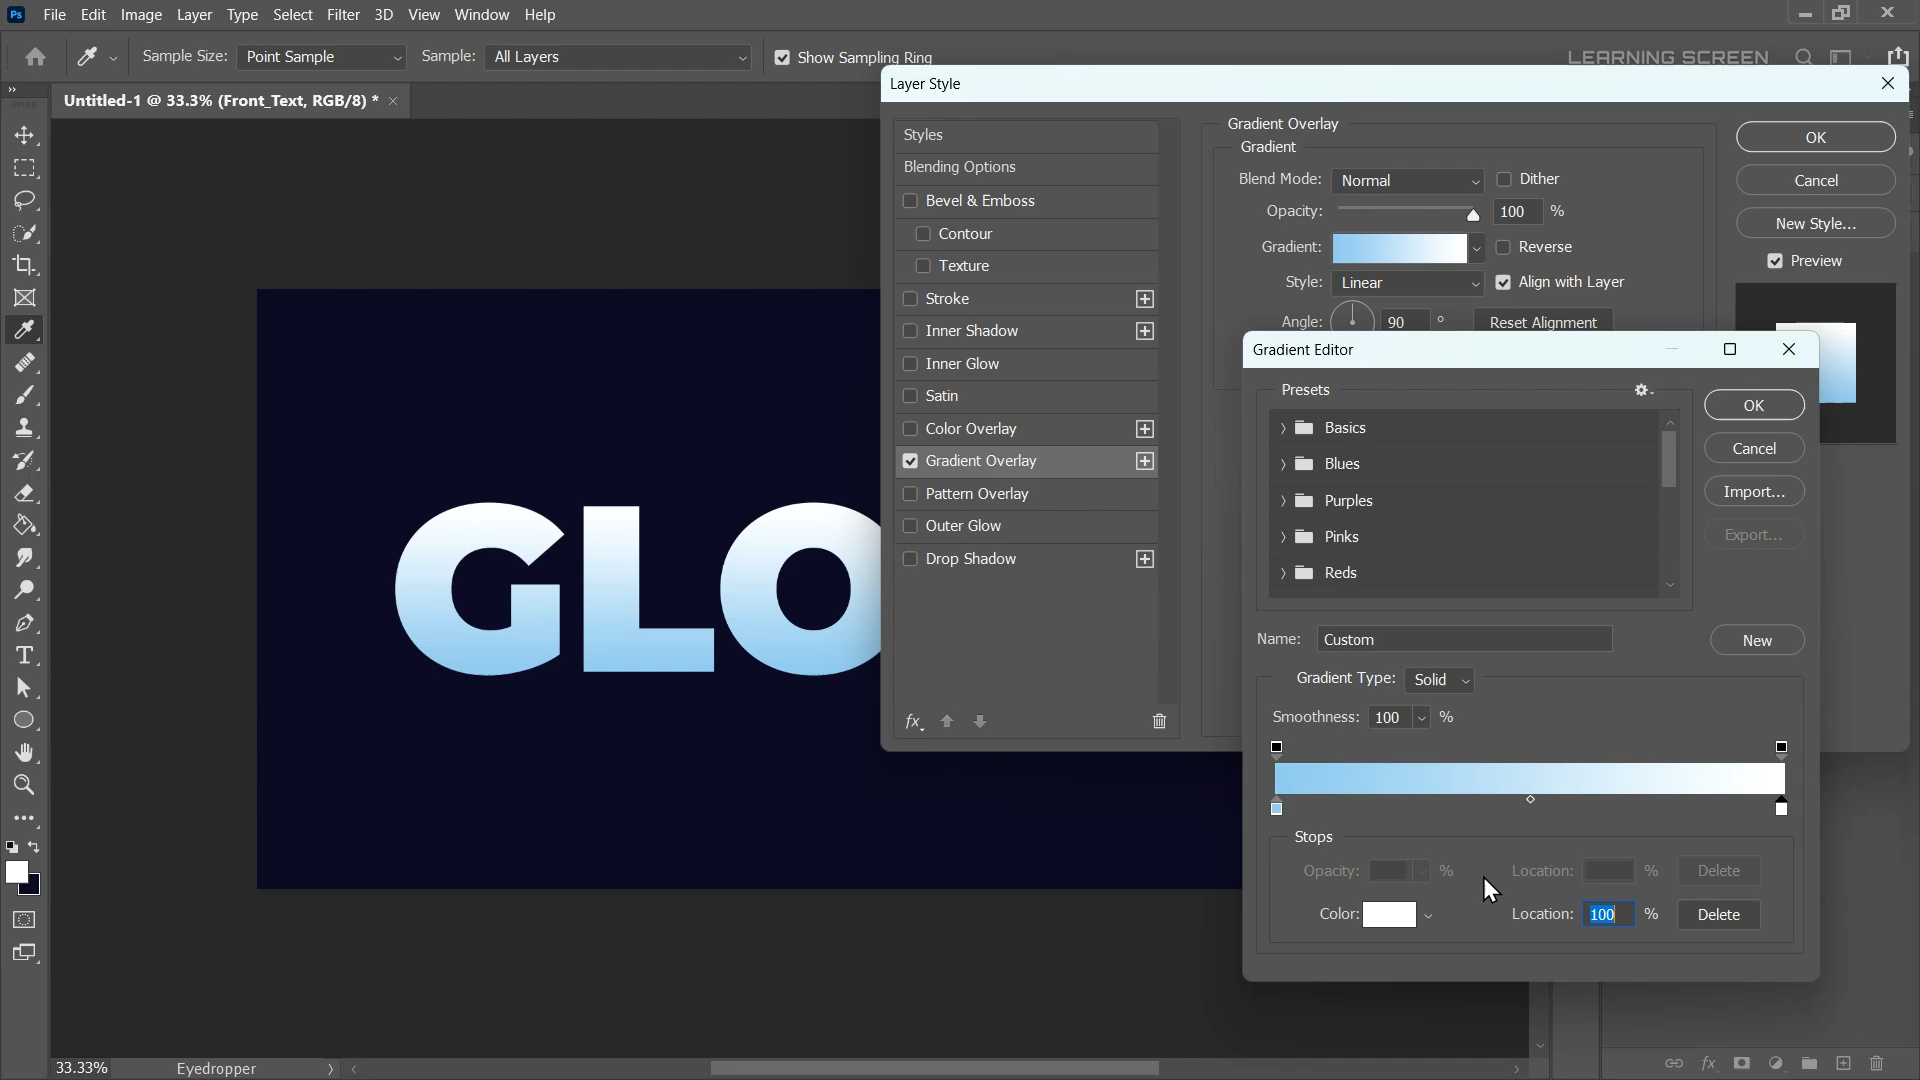 Ps File Edit Image Layer Type Select Filter 3D View Window Help
Sample Size: Point Sample Sample: All Layers Show Sampling Ring LEARNING SCREEN
Untitled-1 @ 33.3% (Front_Text, RGB/8) * ×
Layer Style
Styles
Blending Options
Bevel & Emboss
Contour
Texture
Stroke
Inner Shadow
Inner Glow
Satin
Color Overlay
Gradient Overlay
Pattern Overlay
Outer Glow
Drop Shadow
fx
Gradient Overlay
Gradient
Blend Mode: Normal Dither
Opacity: 100 %
Gradient: Reverse
Style: Linear Align with Layer
Angle: 90 ° Reset Alignment
OK
Cancel
New Style...
Preview
GLO
Gradient Editor
Presets
Basics
Blues
Purples
Pinks
Reds
OK
Cancel
Import...
Export...
Name: Custom New
Gradient Type: Solid
Smoothness: 100 %
Stops
Opacity: % Location: % Delete
Color: Location: 100 % Delete
33.33% Eyedropper
fx